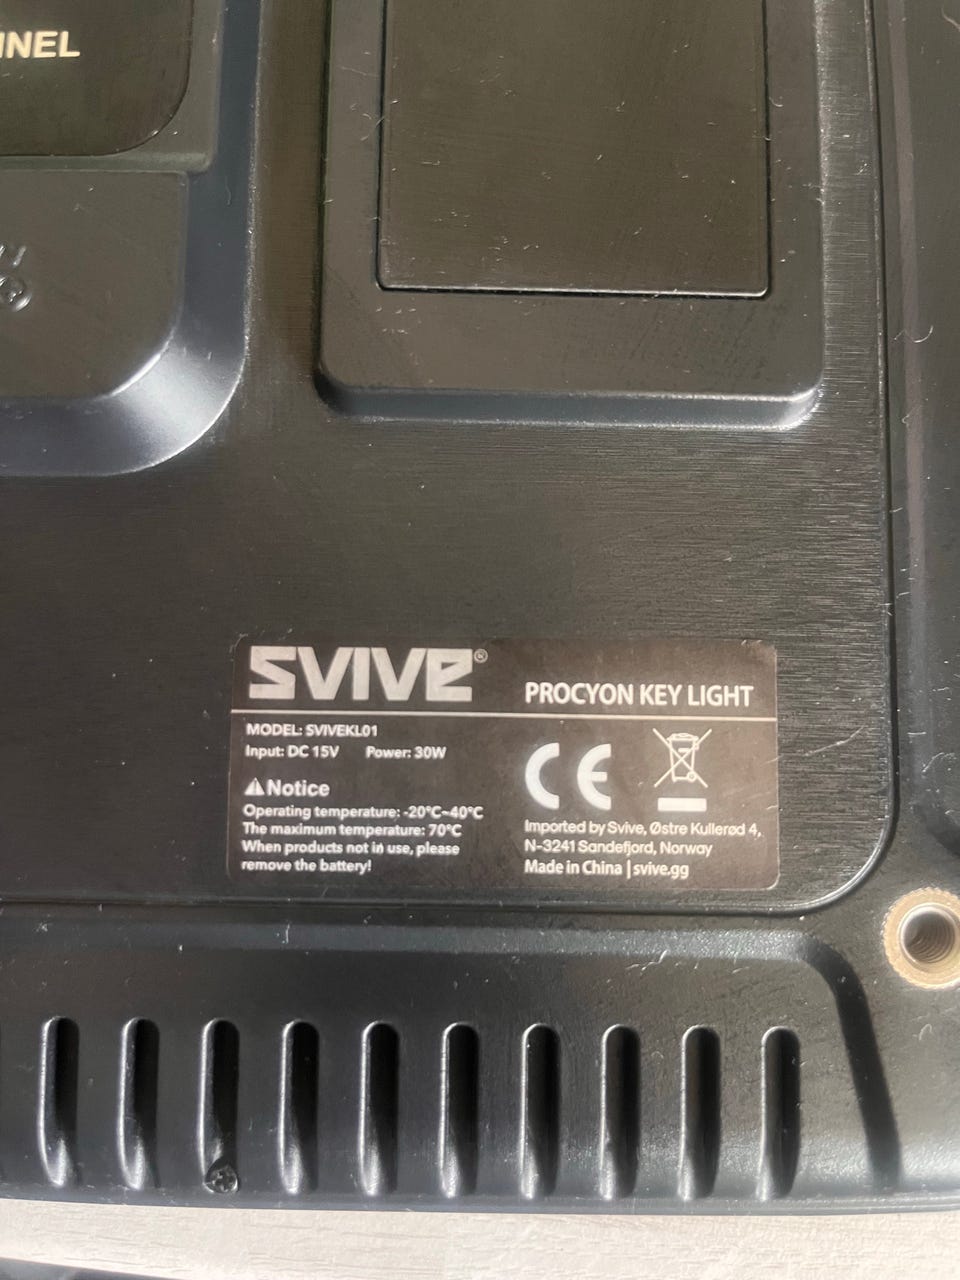 SVIVE®
PROCYON KEY LIGHT
MODEL: SVIVEKL01
Input: DC 15V Power: 30W
Notice
Operating temperature: -20°C~40°C
The maximum temperature: 70°C
When products not in use, please
remove the battery!
CE
Imported by Svive, Østre Kullerød 4,
N-3241 Sandefjord, Norway
Made in China | svive.gg